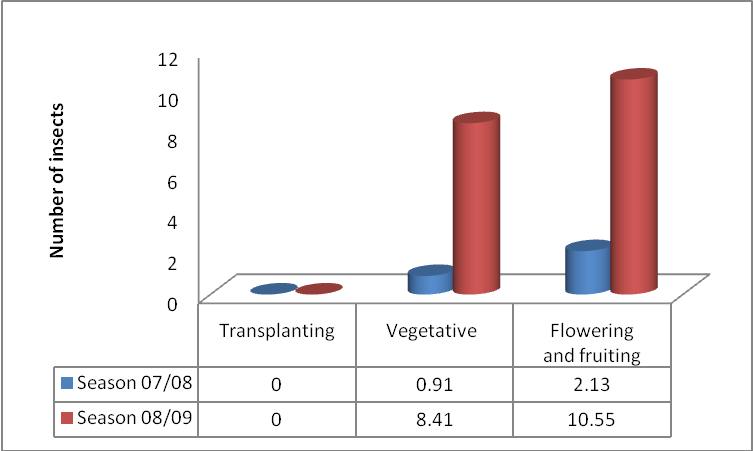 Number of insects
12
10
8
6
4
2
0
Transplanting Vegetative Flowering
and fruiting
Season 07/08 0 0.91 2.13
Season 08/09 0 8.41 10.55